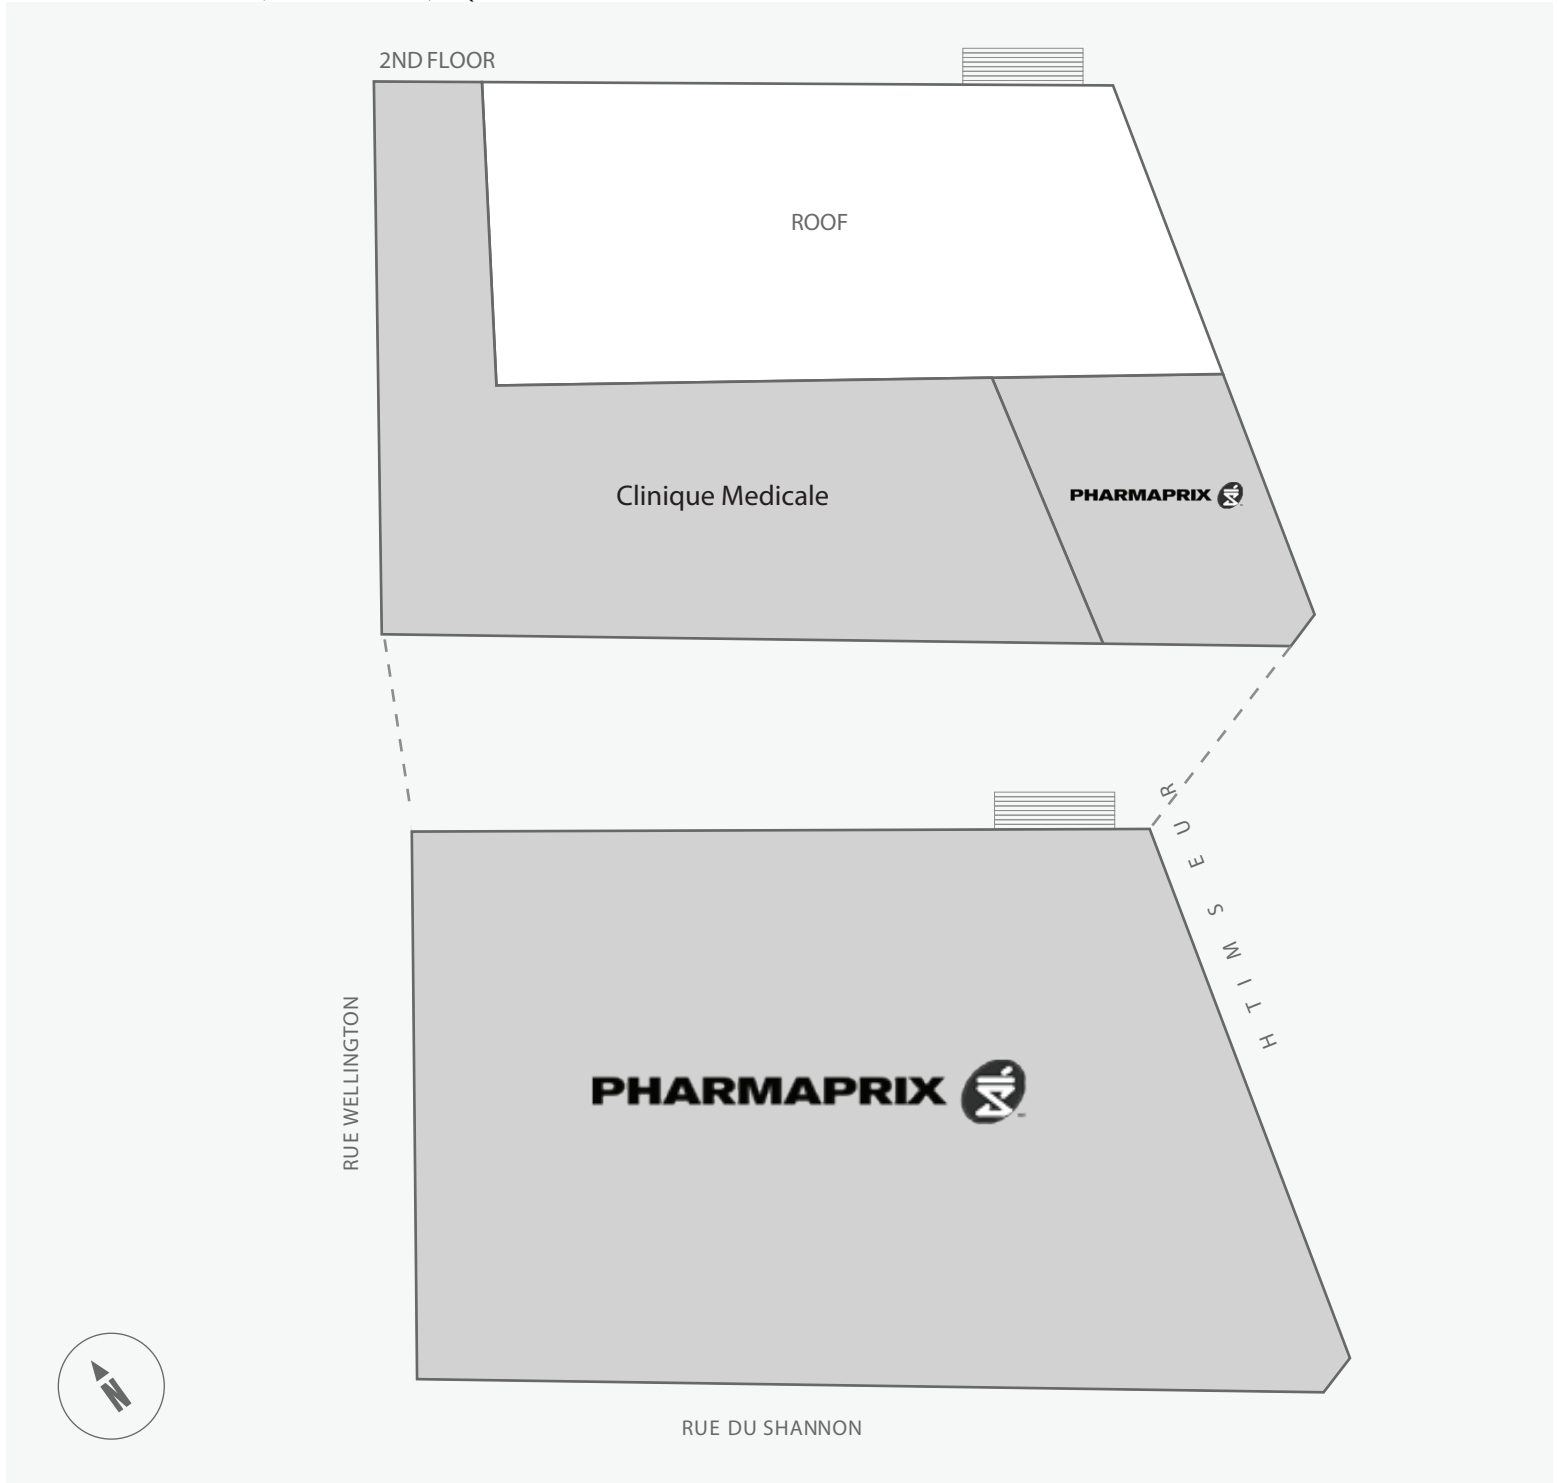 2ND FLOOR
ROOF
Clinique Medicale
PHARMAPRIX
RUE SMITH
PHARMAPRIX
RUE WELLINGTON
N
RUE DU SHANNON